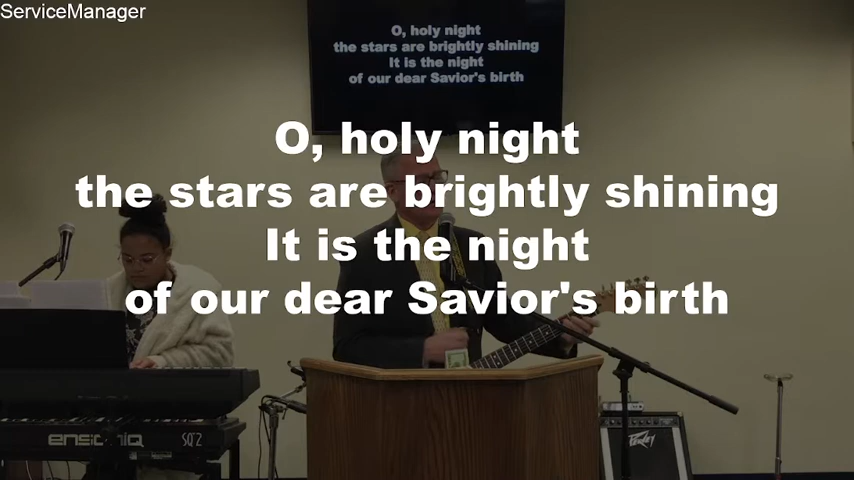 ServiceManager
O, holy night
the stars are brightly shining
It is the night
of our dear Savior's birth
O, holy night
the stars are brightly shining
It is the night
of our dear Savior's birth
ensoniq SQ2
Peavey